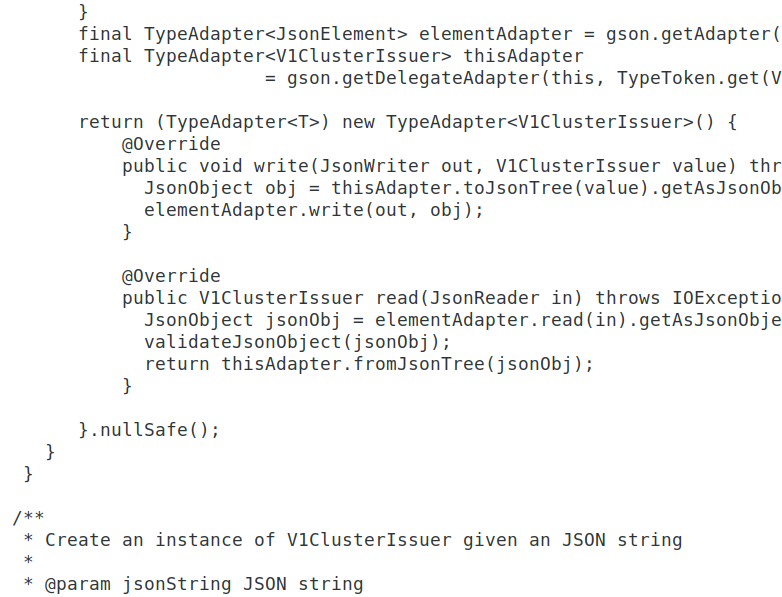 }
final TypeAdapter<JsonElement> elementAdapter = gson.getAdapter(
final TypeAdapter<V1ClusterIssuer> thisAdapter
= gson.getDelegateAdapter(this, TypeToken.get(V
return (TypeAdapter<T>) new TypeAdapter<V1ClusterIssuer>() {
@Override
public void write(JsonWriter out, V1ClusterIssuer value) thr
JsonObject obj = thisAdapter.toJsonTree(value).getAsJsonOb
elementAdapter.write(out, obj);
}
@Override
public V1ClusterIssuer read(JsonReader in) throws IOExceptio
JsonObject jsonObj = elementAdapter.read(in).getAsJsonObje
validateJsonObject(jsonObj);
return thisAdapter.fromJsonTree(jsonObj);
}
}.nullSafe();
}
}
/**
* Create an instance of V1ClusterIssuer given an JSON string
*
* @param jsonString JSON string